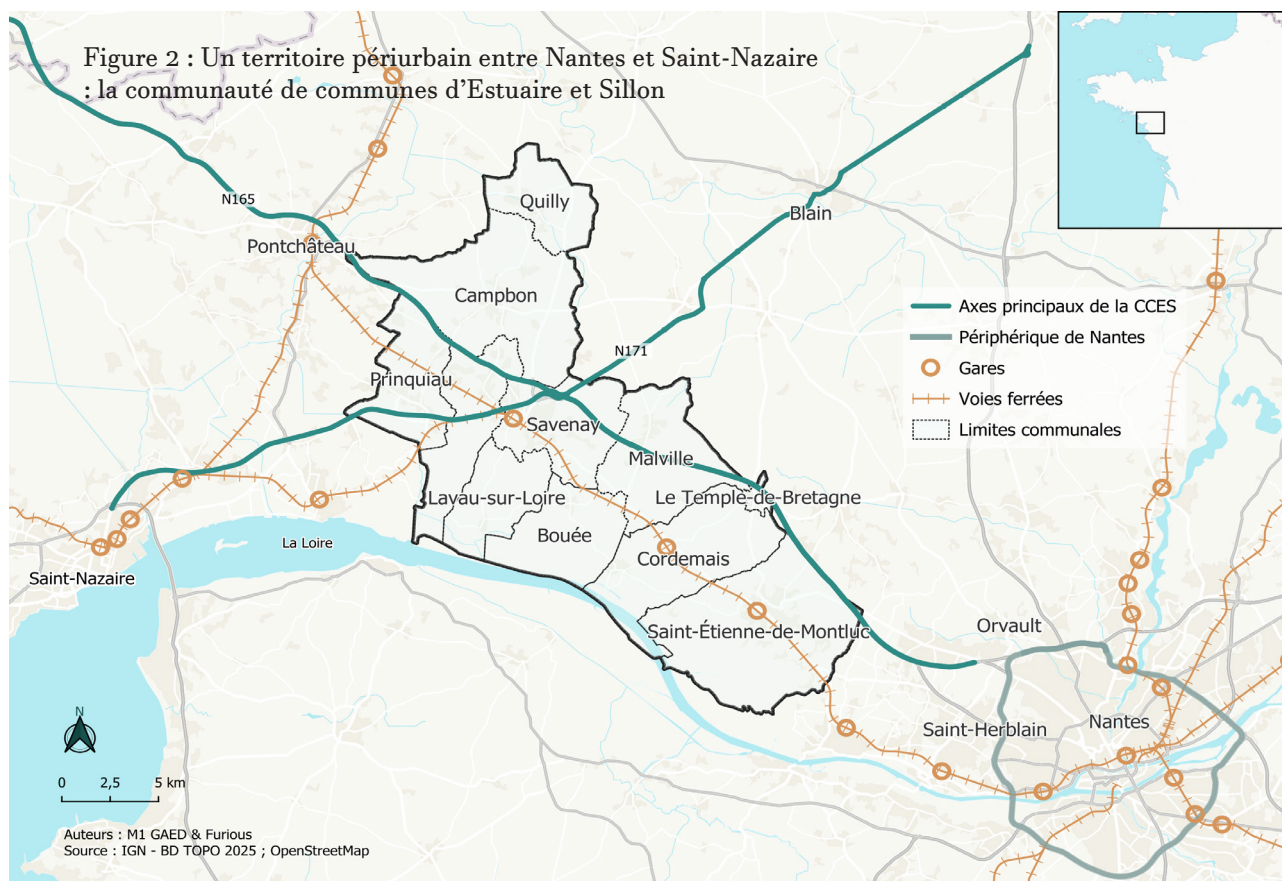 Figure 2 : Un territoire périurbain entre Nantes et Saint-Nazaire
: la communauté de communes d'Estuaire et Sillon
N165
Pontchâteau
Quilly
Blain
Campbon
N171
Prinquiau
Savenay
Malville
Lavau-sur-Loire
Le Temple-de-Bretagne
Bouée
Cordemais
La Loire
Saint-Nazaire
Saint-Étienne-de-Montluc
Orvault
Saint-Herblain
Nantes
Axes principaux de la CCES
Périphérique de Nantes
Gares
Voies ferrées
Limites communales
N
0 2,5 5 km
Auteurs : M1 GAED & Furious
Source : IGN - BD TOPO 2025 ; OpenStreetMap